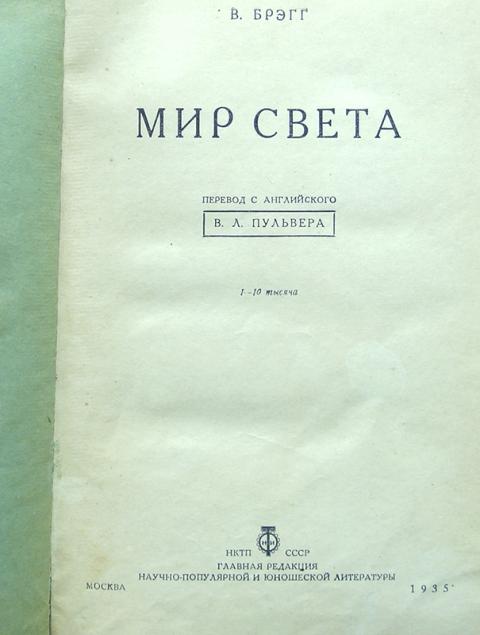 В. БРЭГГ
МИР СВЕТА
ПЕРЕВОД С АНГЛИЙСКОГО
В. Л. ПУЛЬВЕРА
1—10 тысяча
НКТП СССР
ГЛАВНАЯ РЕДАКЦИЯ
НАУЧНО-ПОПУЛЯРНОЙ И ЮНОШЕСКОЙ ЛИТЕРАТУРЫ
МОСКВА 1935